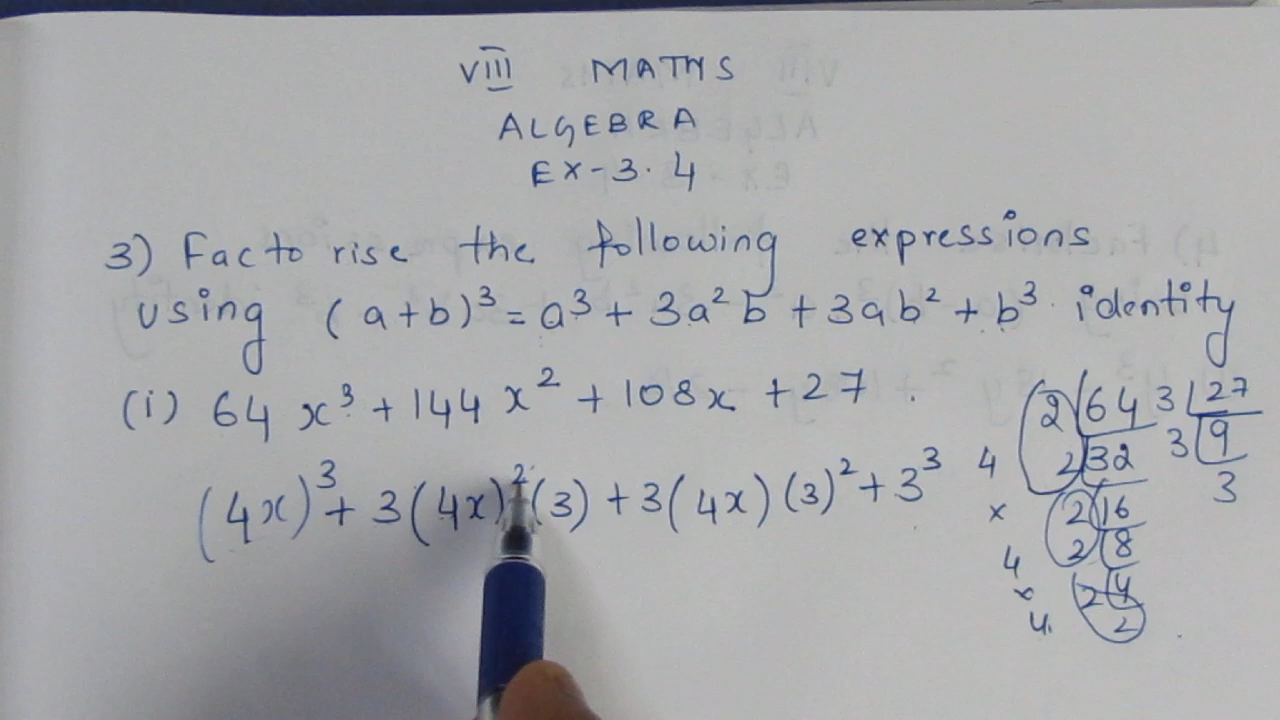 VIII MATHS
ALGEBRA
EX-3.4
3) Factorise the following expressions
using (a+b)³ = a³ + 3a²b + 3ab² + b³ identity
(i) 64x³ + 144x² + 108x + 27.
(4x)³ + 3(4x)²(3) + 3(4x)(3)² + 3³
2 64
2 32
2 16
2 8
2 4
2
4
×
4
×
4
3 27
3 9
3